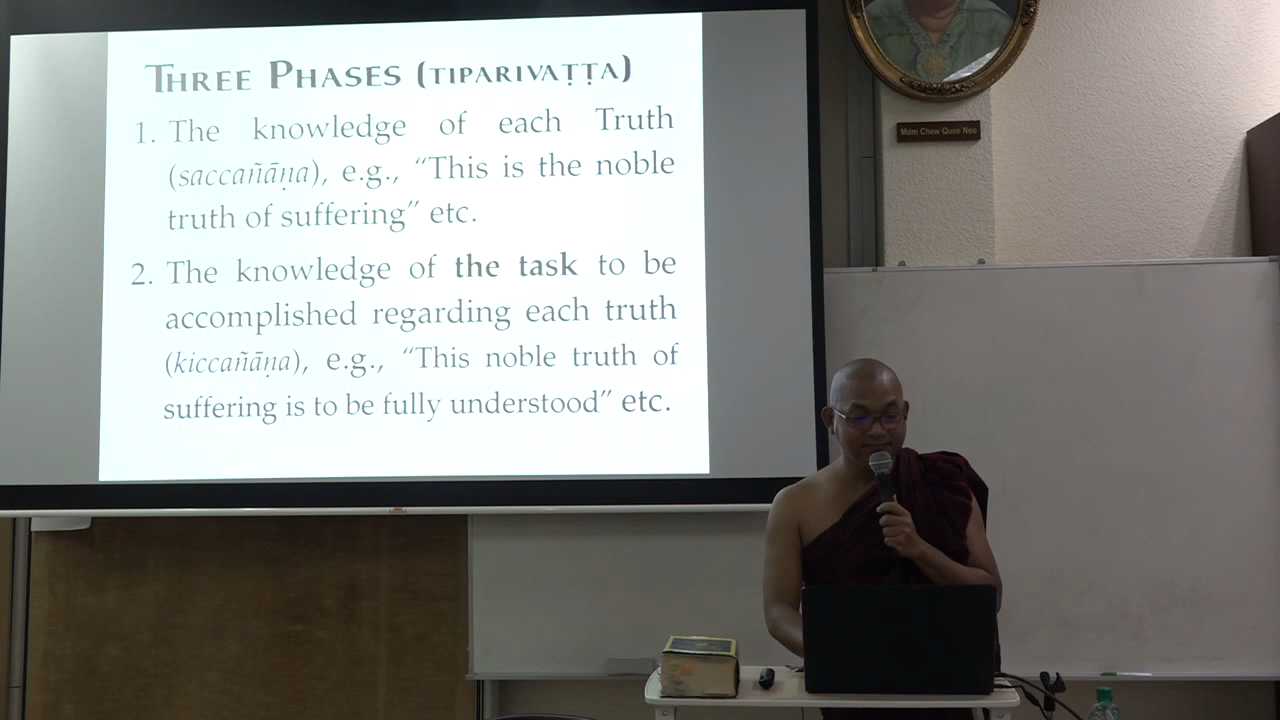 THREE PHASES (TIPARIVAṬṬA)
1. The knowledge of each Truth
(saccañāṇa), e.g., “This is the noble
truth of suffering” etc.
2. The knowledge of the task to be
accomplished regarding each truth
(kiccañāṇa), e.g., “This noble truth of
suffering is to be fully understood” etc.
Mdm Chew Quee Neo